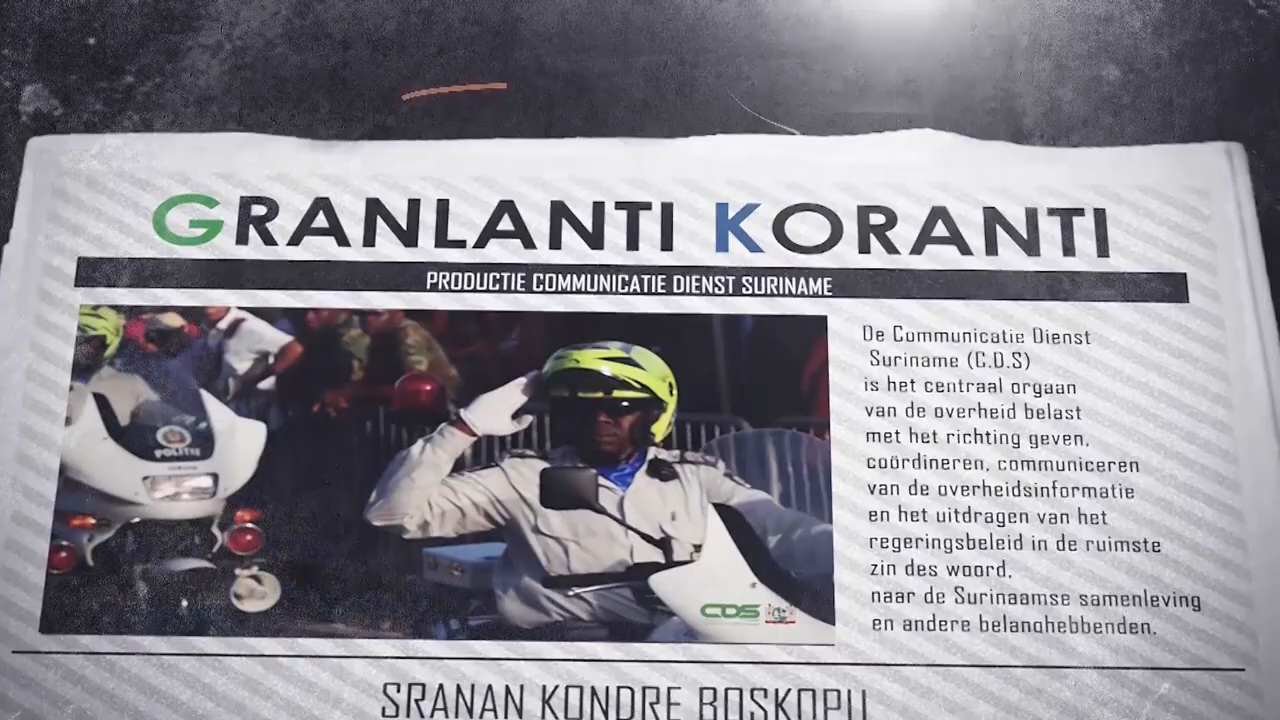 GRANLANTI KORANTI
PRODUCTIE COMMUNICATIE DIENST SURINAME
POLITIE
CDS
De Communicatie Dienst
Suriname (C.D.S)
is het centraal orgaan
van de overheid belast
met het richting geven,
coördineren, communiceren
van de overheidsinformatie
en het uitdragen van het
regeringsbeleid in de ruimste
zin des woord,
naar de Surinaamse samenleving
en andere belanghebbenden.
SRANAN KONDRE BOSKOPU